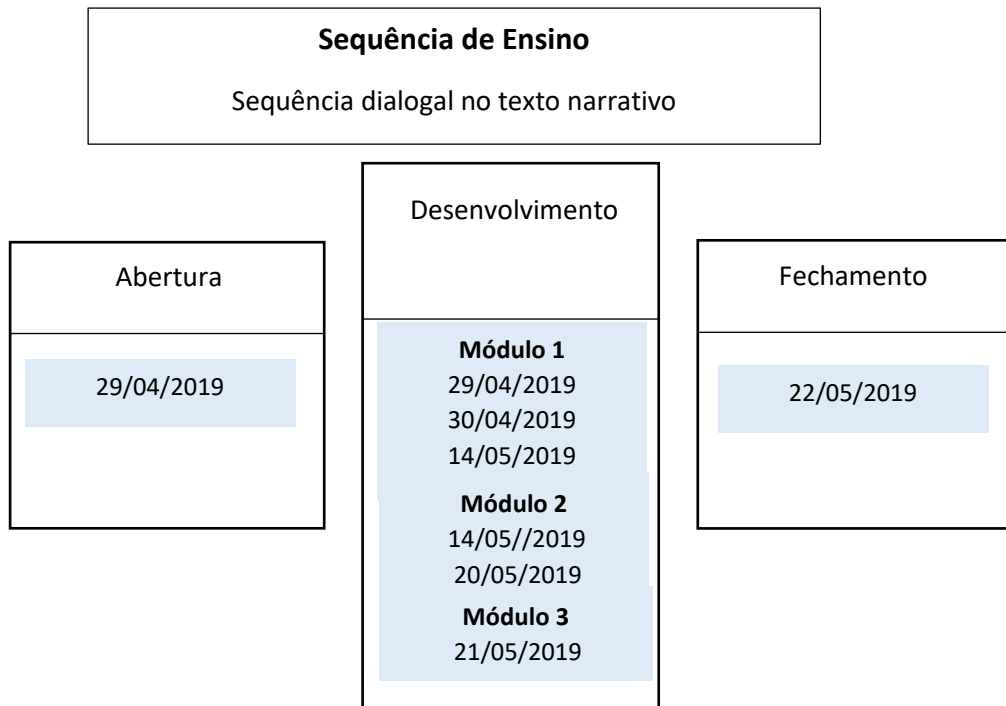 Sequência de Ensino
Sequência dialogal no texto narrativo
Abertura
29/04/2019
Desenvolvimento
Módulo 1
29/04/2019
30/04/2019
14/05/2019
Módulo 2
14/05//2019
20/05/2019
Módulo 3
21/05/2019
Fechamento
22/05/2019